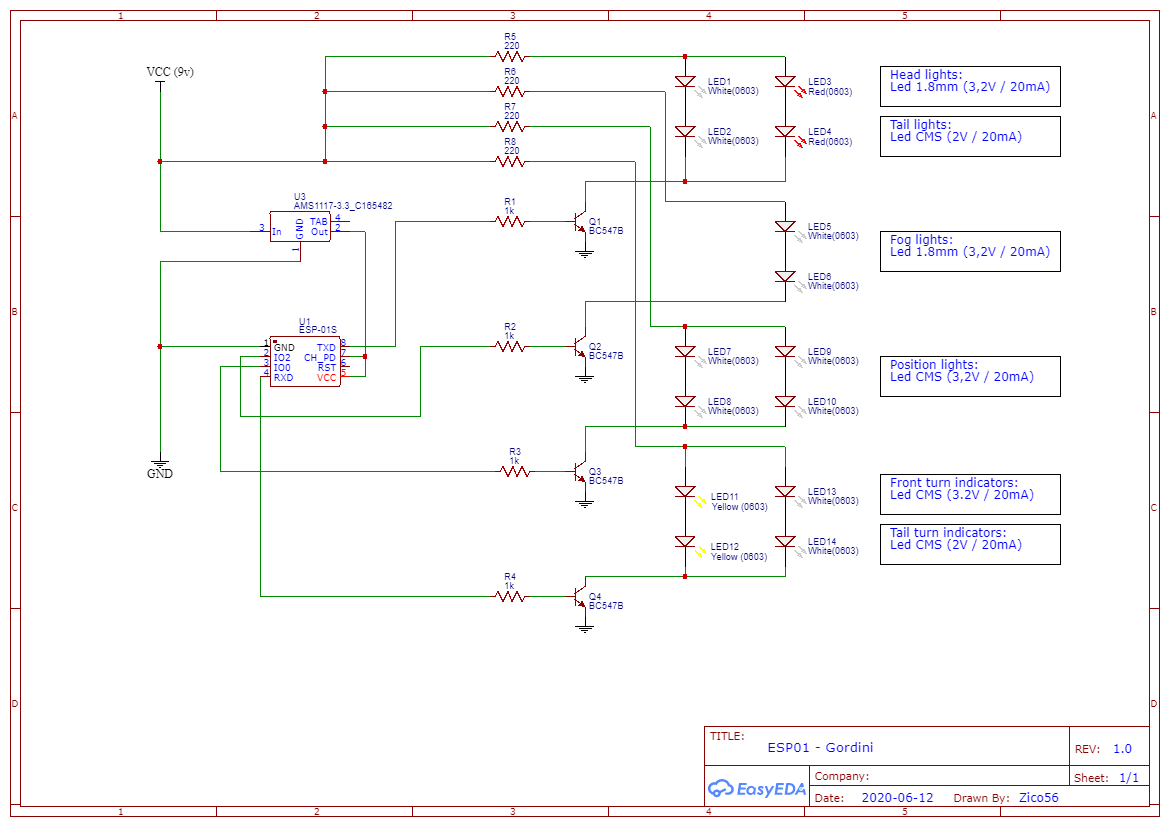 1 2 3 4 5
A
B
C
D
A
B
C
D
VCC (9v)
R5
220
R6
220
R7
220
R8
220
LED1
White(0603)
LED3
Red(0603)
LED2
White(0603)
LED4
Red(0603)
Head lights:
Led 1.8mm (3,2V / 20mA)
Tail lights:
Led CMS (2V / 20mA)
U3
AMS1117-3.3_C165482
3 In
GND
1
TAB 4
Out 2
R1
1k
Q1
BC547B
LED5
White(0603)
LED6
White(0603)
Fog lights:
Led 1.8mm (3,2V / 20mA)
U1
ESP-01S
1 GND
2 IO2
3 IO0
4 RXD
TXD 8
CH_PD 7
RST 6
VCC 5
R2
1k
Q2
BC547B
LED7
White(0603)
LED9
White(0603)
LED8
White(0603)
LED10
White(0603)
Position lights:
Led CMS (3,2V / 20mA)
GND
R3
1k
Q3
BC547B
LED11
Yellow (0603)
LED13
White(0603)
LED12
Yellow (0603)
LED14
White(0603)
Front turn indicators:
Led CMS (3.2V / 20mA)
Tail turn indicators:
Led CMS (2V / 20mA)
R4
1k
Q4
BC547B
TITLE:
ESP01 - Gordini
REV: 1.0
EasyEDA
Company:
Sheet: 1/1
Date: 2020-06-12 Drawn By: Zico56
1 2 3 4 5